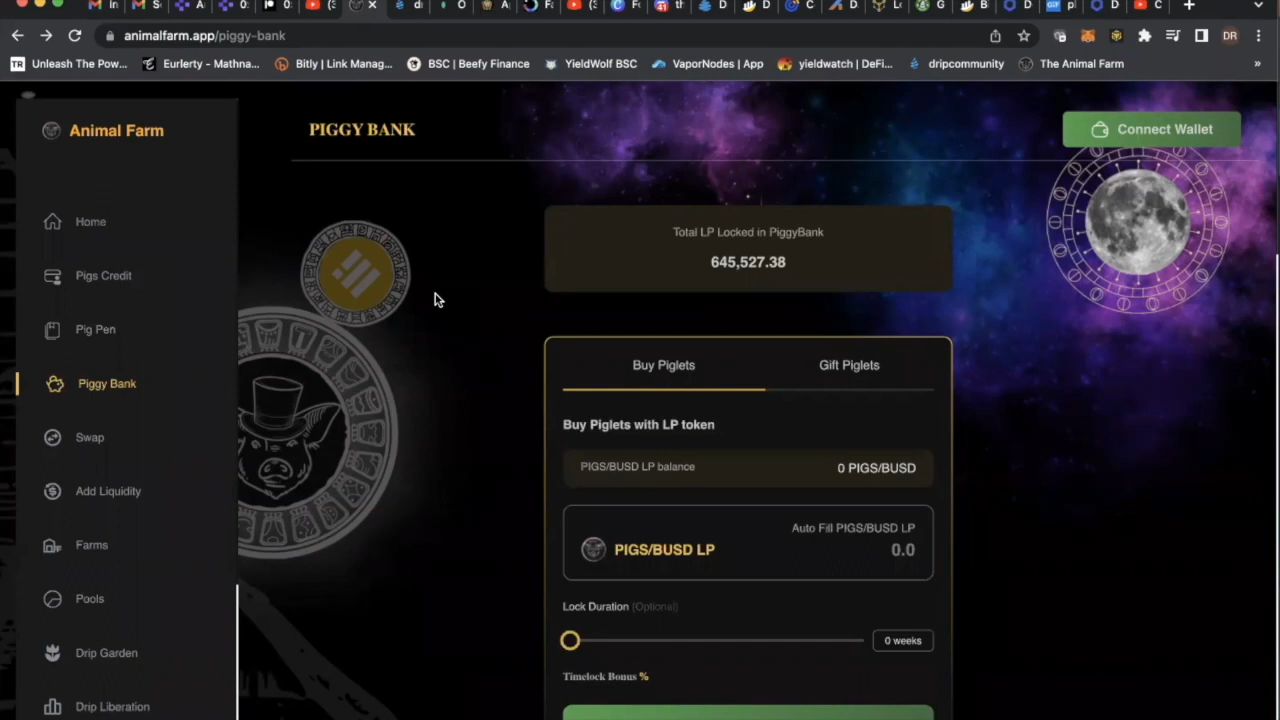 animalfarm.app/piggy-bank
DR
Unleash The Pow...
Eurlerty - Mathna...
Bitly | Link Manag...
BSC | Beefy Finance
YieldWolf BSC
VaporNodes | App
yieldwatch | DeFi...
dripcommunity
The Animal Farm
»
Animal Farm
PIGGY BANK
Connect Wallet
Home
Pigs Credit
Pig Pen
Piggy Bank
Swap
Add Liquidity
Farms
Pools
Drip Garden
Drip Liberation
Total LP Locked in PiggyBank
645,527.38
Buy Piglets
Gift Piglets
Buy Piglets with LP token
PIGS/BUSD LP balance
0 PIGS/BUSD
Auto Fill PIGS/BUSD LP
PIGS/BUSD LP
0.0
Lock Duration (Optional)
0 weeks
Timelock Bonus %